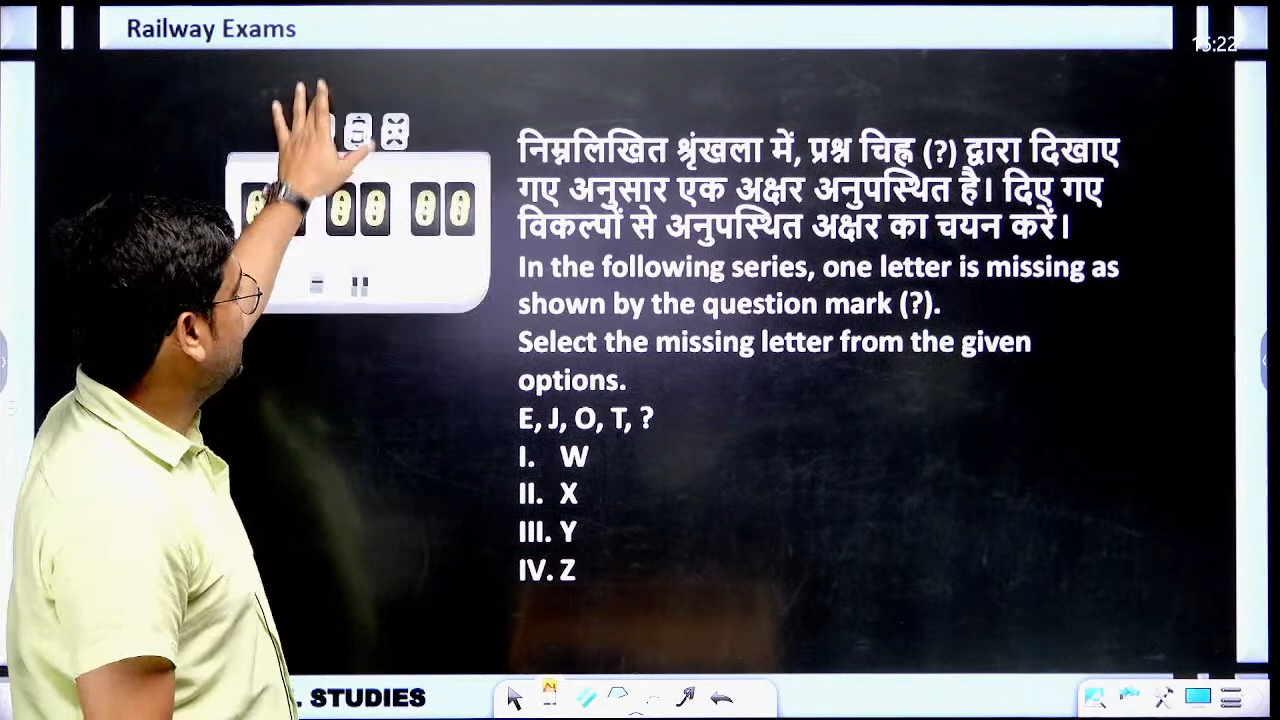 Railway Exams
15:22
निम्नलिखित श्रृंखला में, प्रश्न चिह्न (?) द्वारा दिखाए
गए अनुसार एक अक्षर अनुपस्थित है। दिए गए
विकल्पों से अनुपस्थित अक्षर का चयन करें।
In the following series, one letter is missing as
shown by the question mark (?).
Select the missing letter from the given
options.
E, J, O, T, ?
I. W
II. X
III. Y
IV. Z
. STUDIES